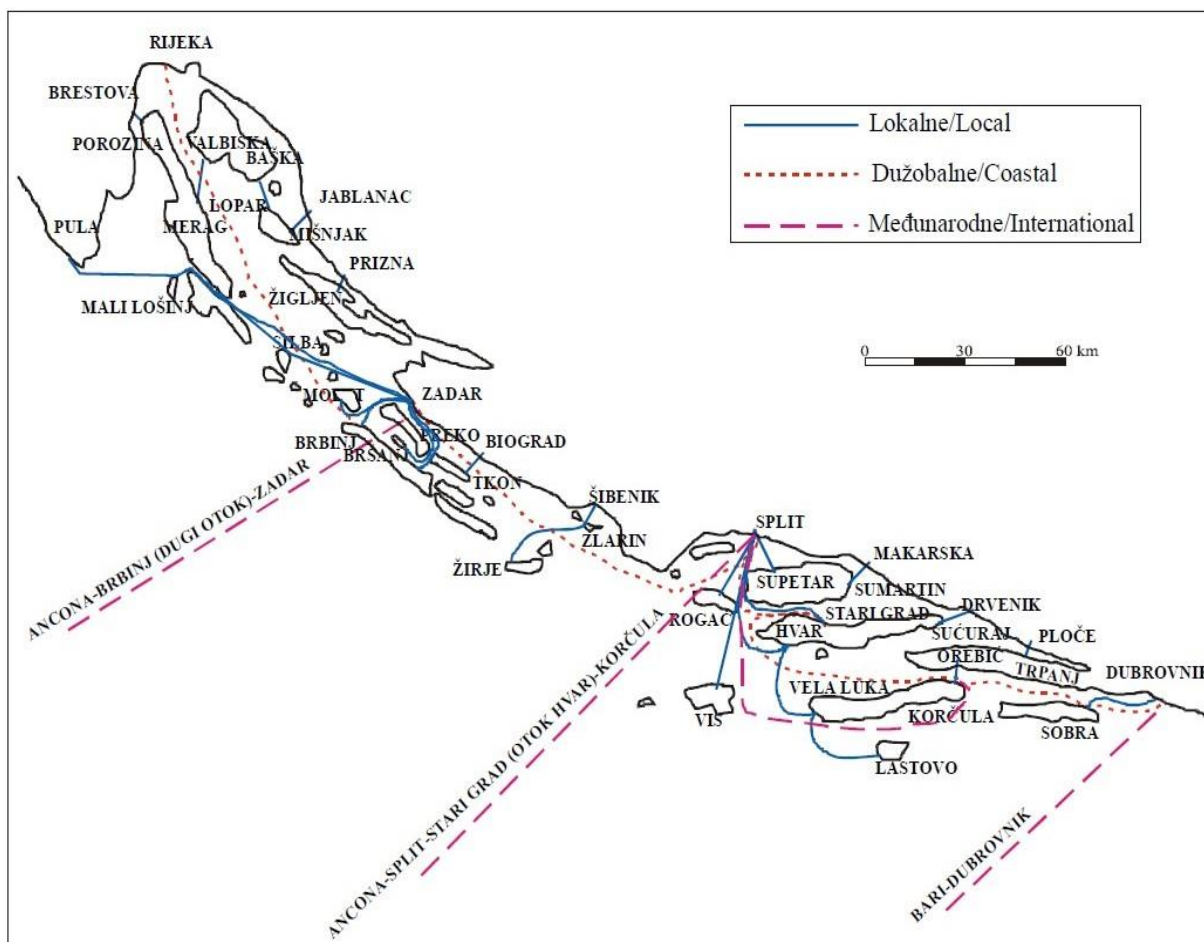 RIJEKA
BRESTOVA
POROZINA
VALBISKA
BAŠKA
Lokalne/Local
Dužobalne/Coastal
Međunarodne/International
JABLANAC
LOPAR
PULA
MERAG
MIŠNJAK
PRIZNA
ŽIGLJEN
MALI LOŠINJ
SILBA
0 30 60 km
ZADAR
BRBINJ
PREKO
BIOGRAD
BRŠANJ
TKON
ANCONA-BRBINJ (DUGI OTOK)-ZADAR
ŠIBENIK
ZLARIN
ŽIRJE
SPLIT
MAKARSKA
SUPETAR
SUMARTIN
STARI GRAD
DRVENIK
ROGAC
HVAR
SUĆURAJ
PLOČE
OREBIĆ
TRPANJ
DUBROVNIK
VELA LUKA
VIS
KORČULA
SOBRA
LASTOVO
ANCONA-SPLIT-STARI GRAD (OTOK HVAR)-KORČULA
BARI-DUBROVNIK